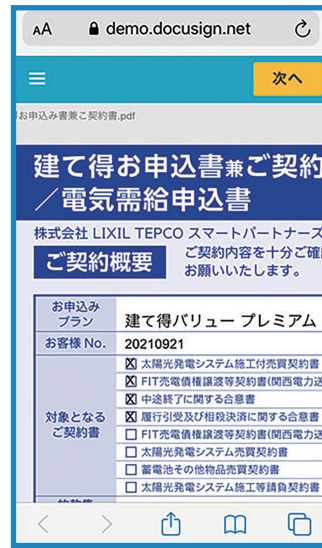 AA demo.docusign.net
次へ
お申込み書兼ご契約書.pdf
建て得お申込書兼ご契約
／電気需給申込書
株式会社 LIXIL TEPCO スマートパートナーズ
ご契約概要
ご契約内容を十分ご確
お願いいたします。
お申込み
プラン
建て得バリュー プレミアム
お客様 No.
20210921
対象となる
ご契約書
太陽光発電システム施工付売買契約書
FIT売電債権譲渡等契約書(関西電力送
中途終了に関する合意書
履行引受及び相殺決済に関する合意書
FIT売電債権譲渡等契約書(関西電力送
太陽光発電システム売買契約書
蓄電池その他物品売買契約書
太陽光発電システム施工等請負契約書